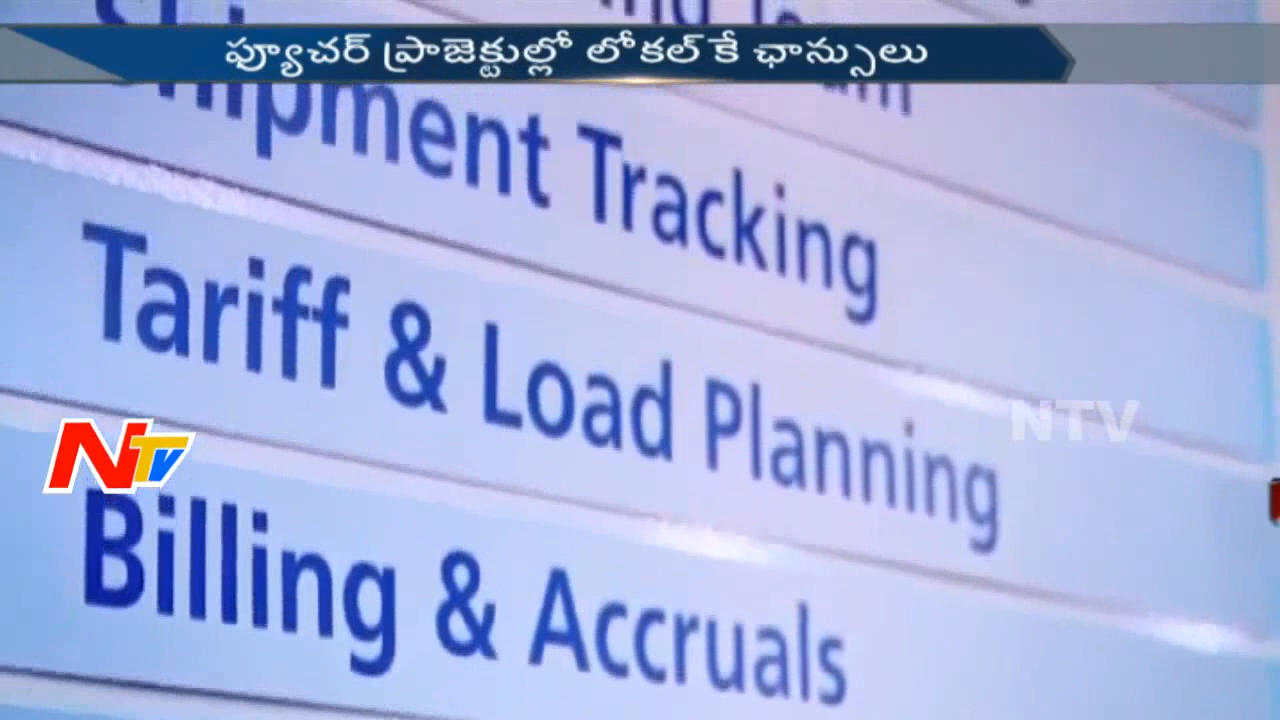 ఫ్యూచర్ ప్రాజెక్టుల్లో లోకల్ కే ఛాన్సులు
Shipment Tracking
Tariff & Load Planning
NTV
NTV
Billing & Accruals